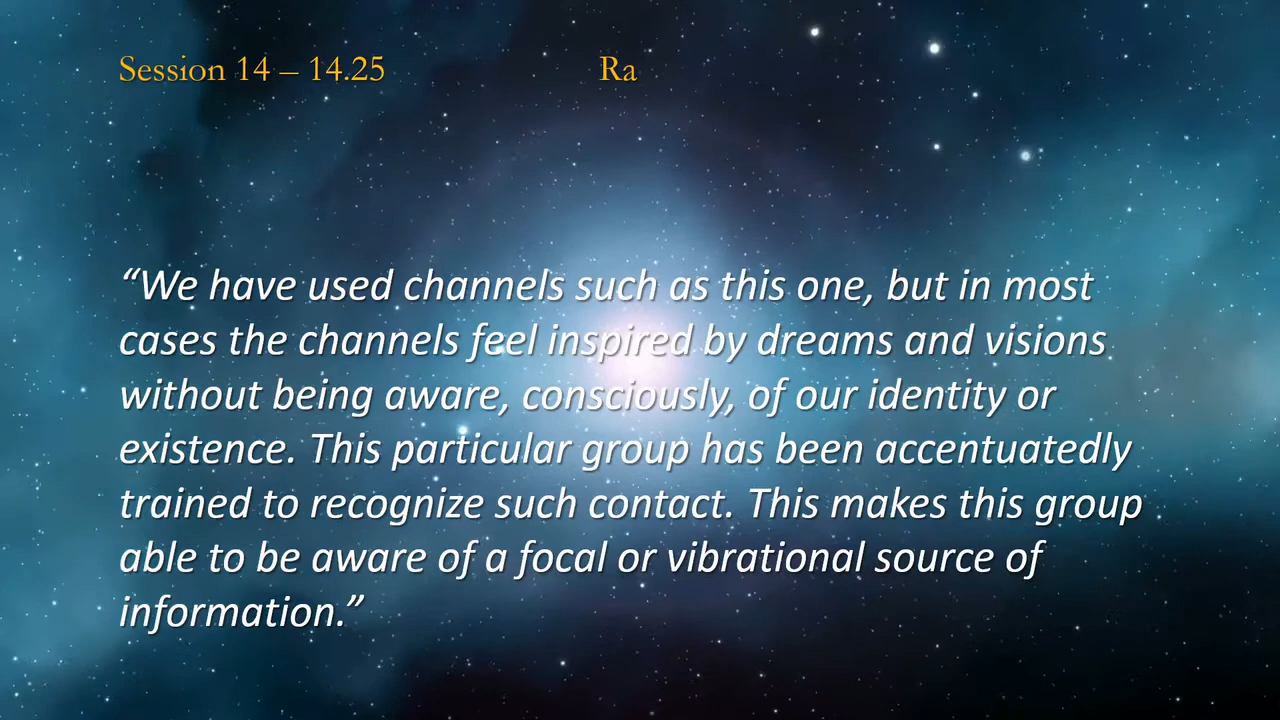 Session 14 – 14.25 Ra
“We have used channels such as this one, but in most
cases the channels feel inspired by dreams and visions
without being aware, consciously, of our identity or
existence. This particular group has been accentuatedly
trained to recognize such contact. This makes this group
able to be aware of a focal or vibrational source of
information.”